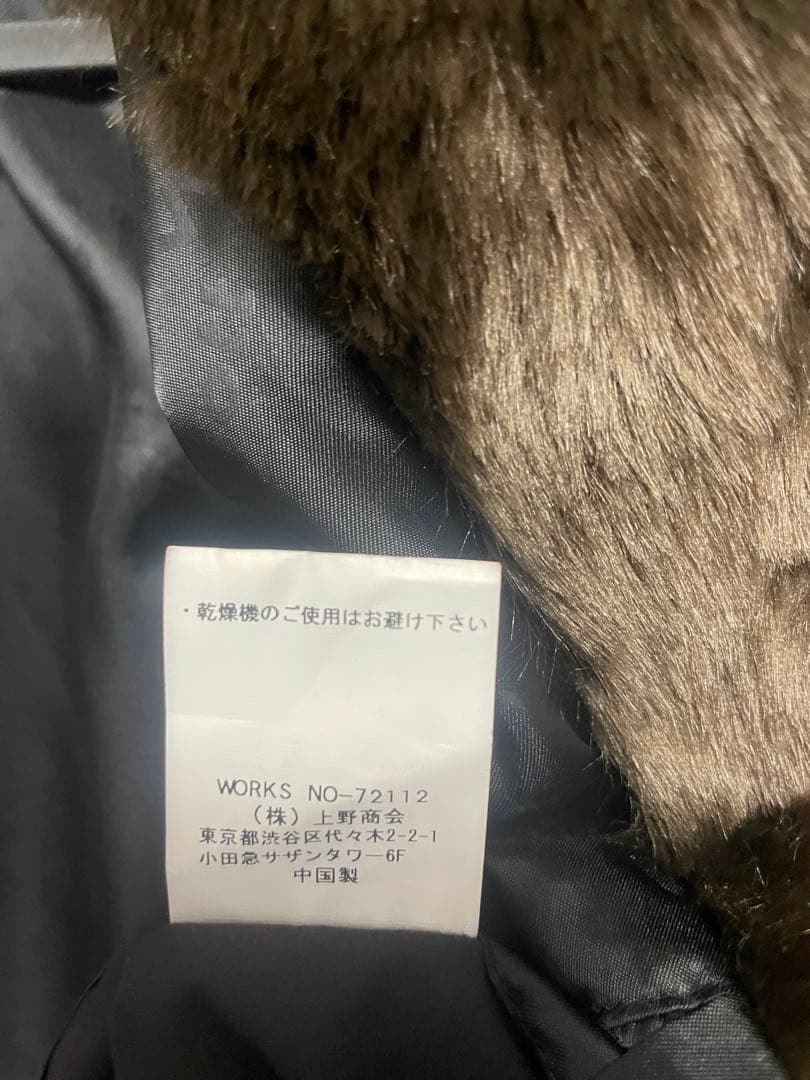 ・乾燥機のご使用はお避け下さい
WORKS NO-72112
(株)上野商会
東京都渋谷区代々木2-2-1
小田急サザンタワー6F
中国製